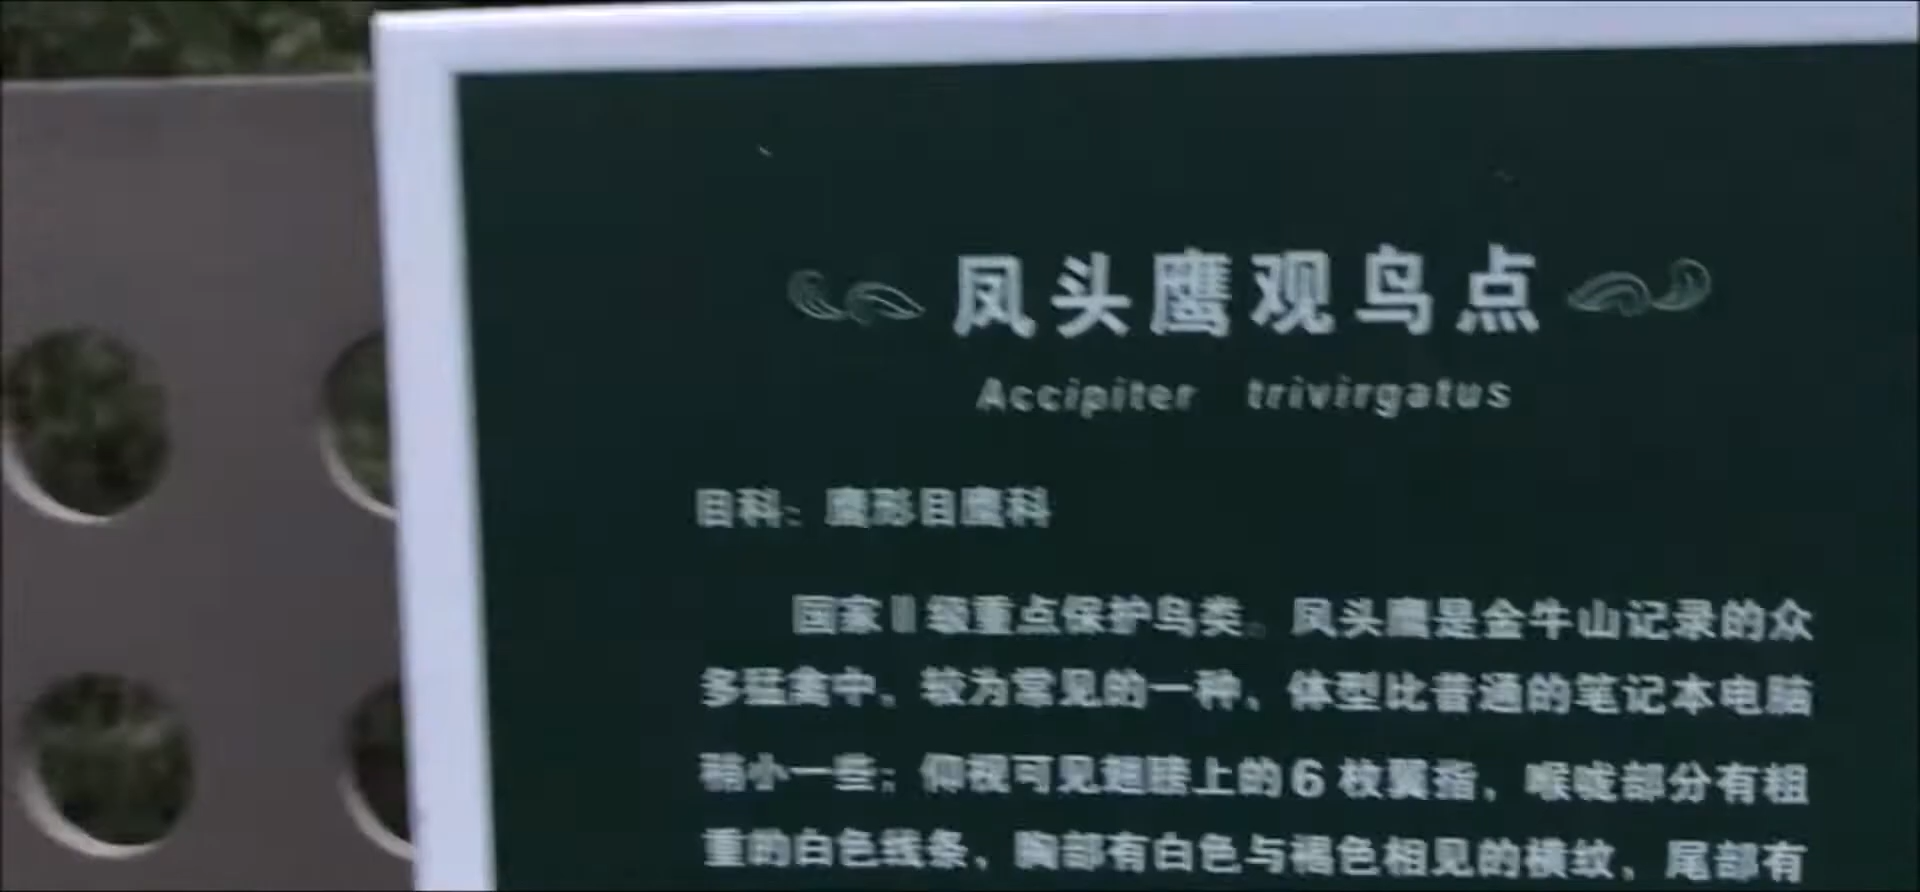 凤头鹰观鸟点
Accipiter trivirgatus
目科：鹰形目鹰科
国家Ⅱ级重点保护鸟类。凤头鹰是金牛山记录的众
多猛禽中，较为常见的一种，体型比普通的笔记本电脑
稍小一些；仰视可见翅膀上的6枚翼指，喉咙部分有粗
重的白色线条，胸部有白色与褐色相见的横纹，尾部有